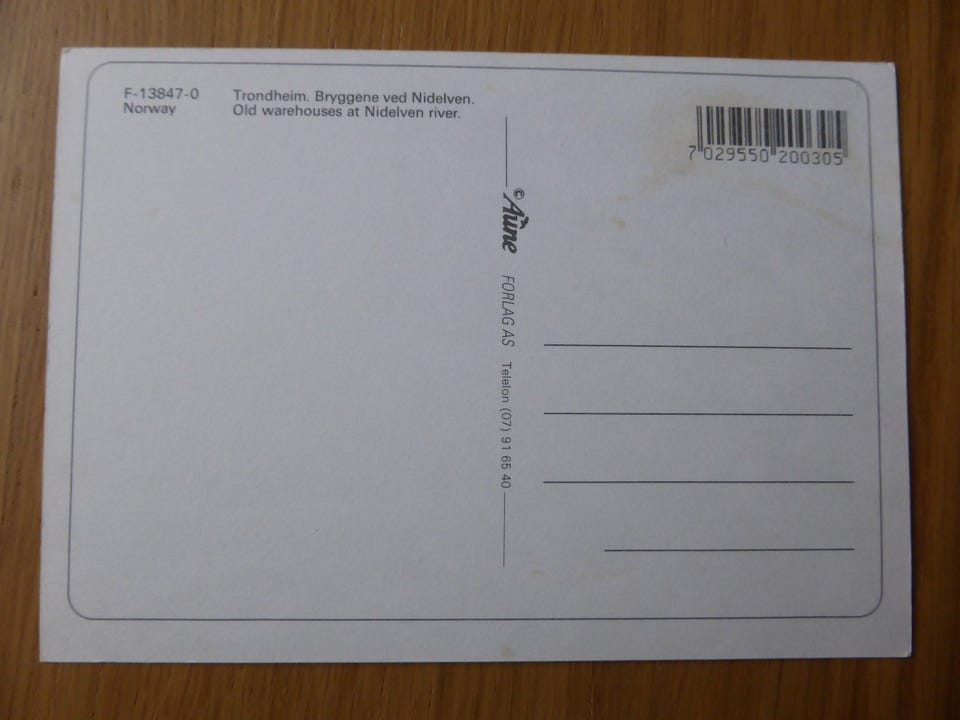 F-13847-0
Norway
Trondheim. Bryggene ved Nidelven.
Old warehouses at Nidelven river.
7 029550 200305
© Aune FORLAG AS Telefon (07) 91 65 40